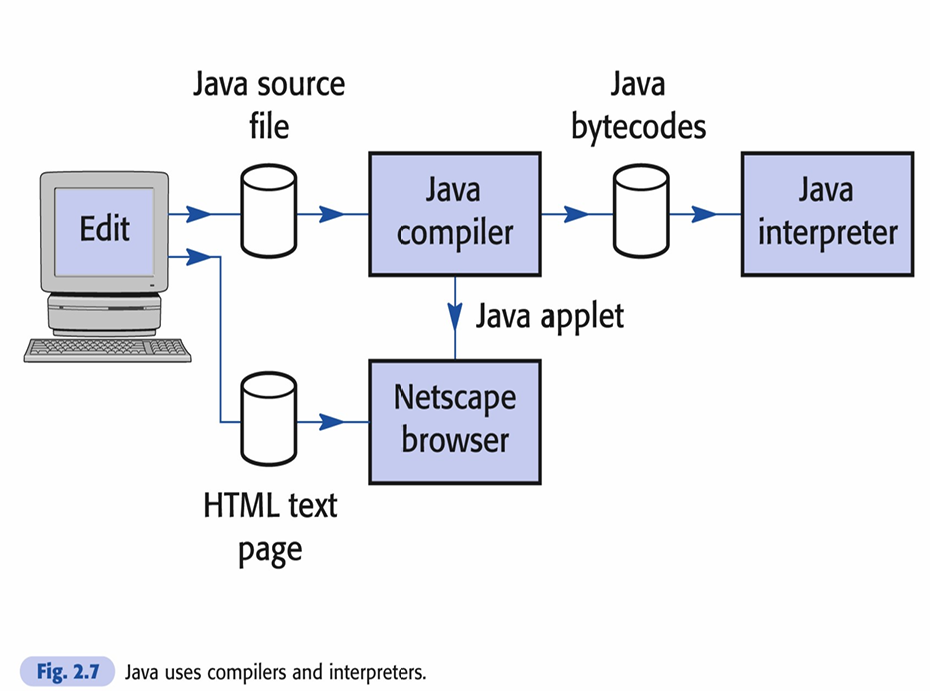 Java source
file
Java
bytecodes
Edit
Java
compiler
Java
interpreter
Java applet
Netscape
browser
HTML text
page
Fig. 2.7 Java uses compilers and interpreters.